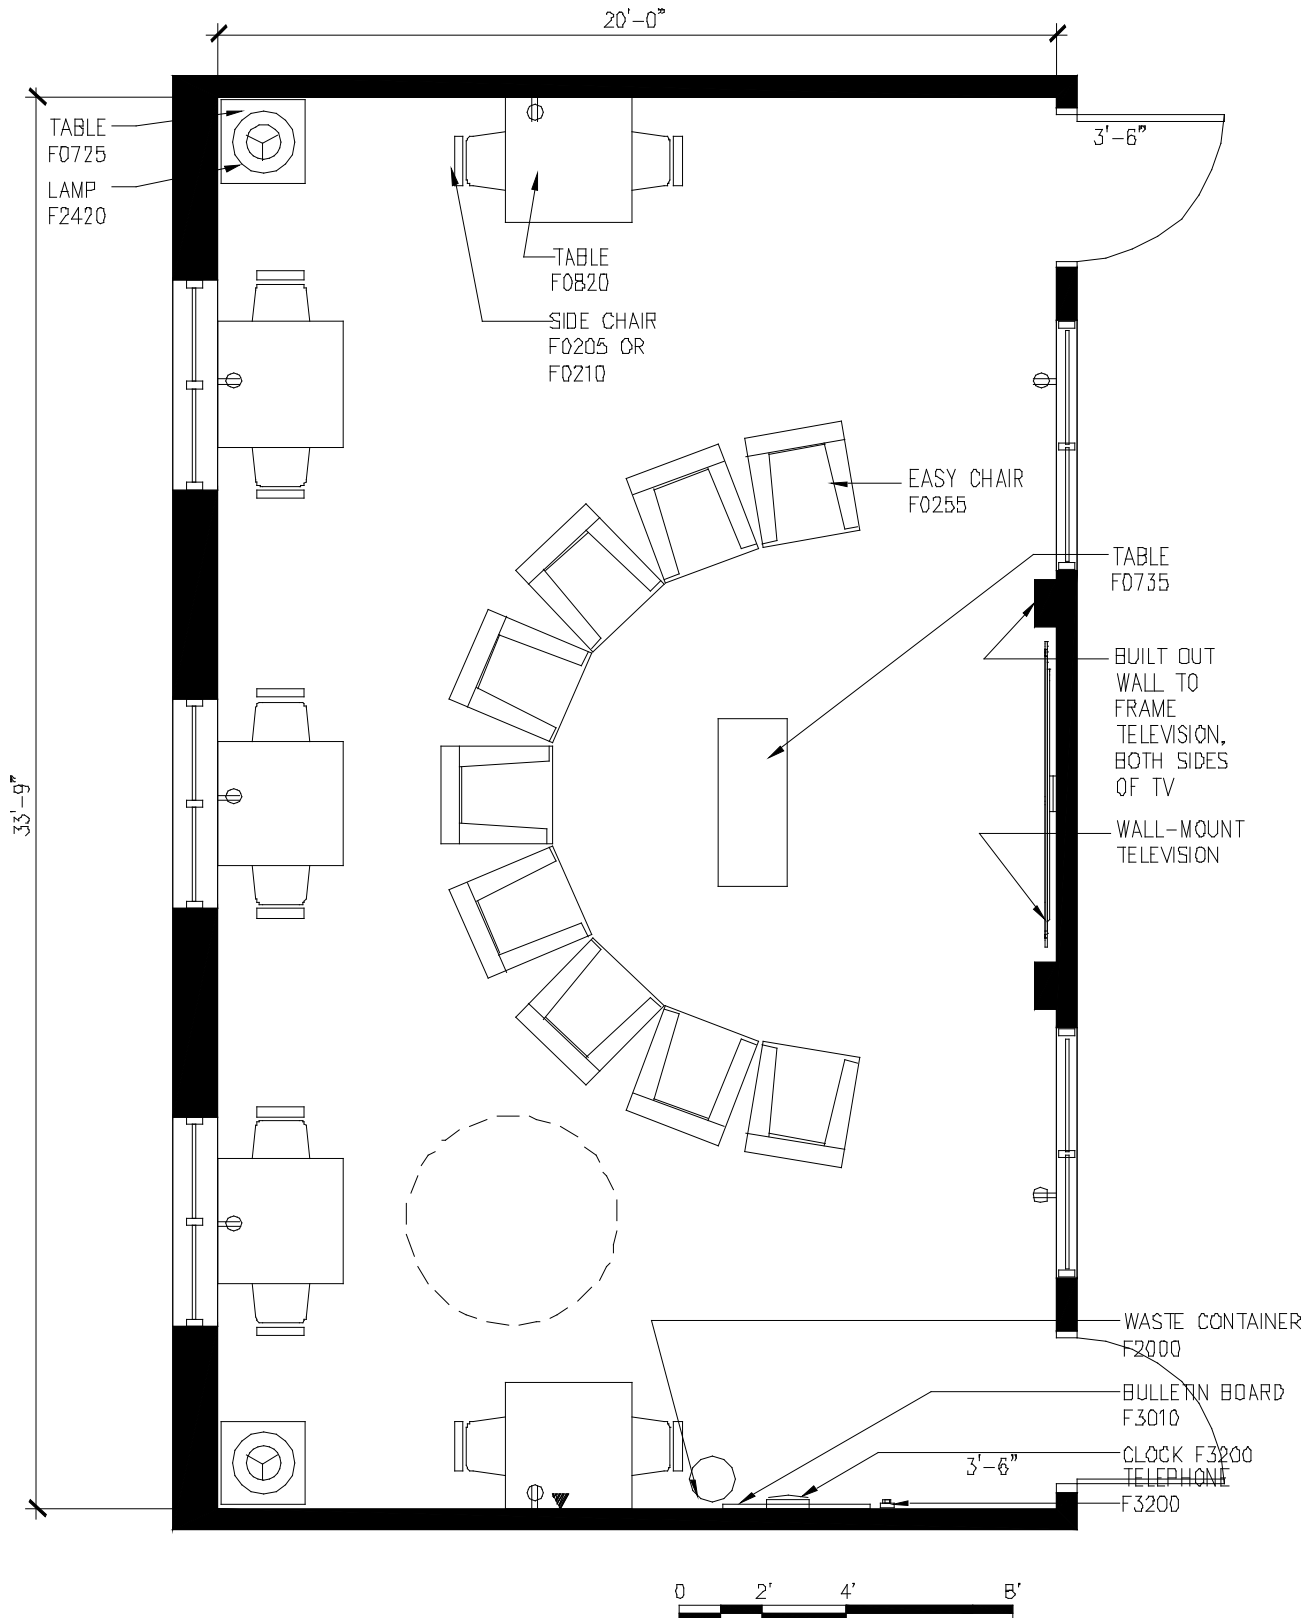 20'-0"
TABLE
F0725
LAMP
F2420
3'-6"
TABLE
F0820
SIDE CHAIR
F0205 OR
F0210
EASY CHAIR
F0255
TABLE
F0735
BUILT OUT
WALL TO
FRAME
TELEVISION,
BOTH SIDES
OF TV
33'-9"
WALL-MOUNT
TELEVISION
WASTE CONTAINER
F2000
BULLETIN BOARD
F3010
3'-6"
CLOCK F3200
TELEPHONE
F3200
0 2' 4' 8'